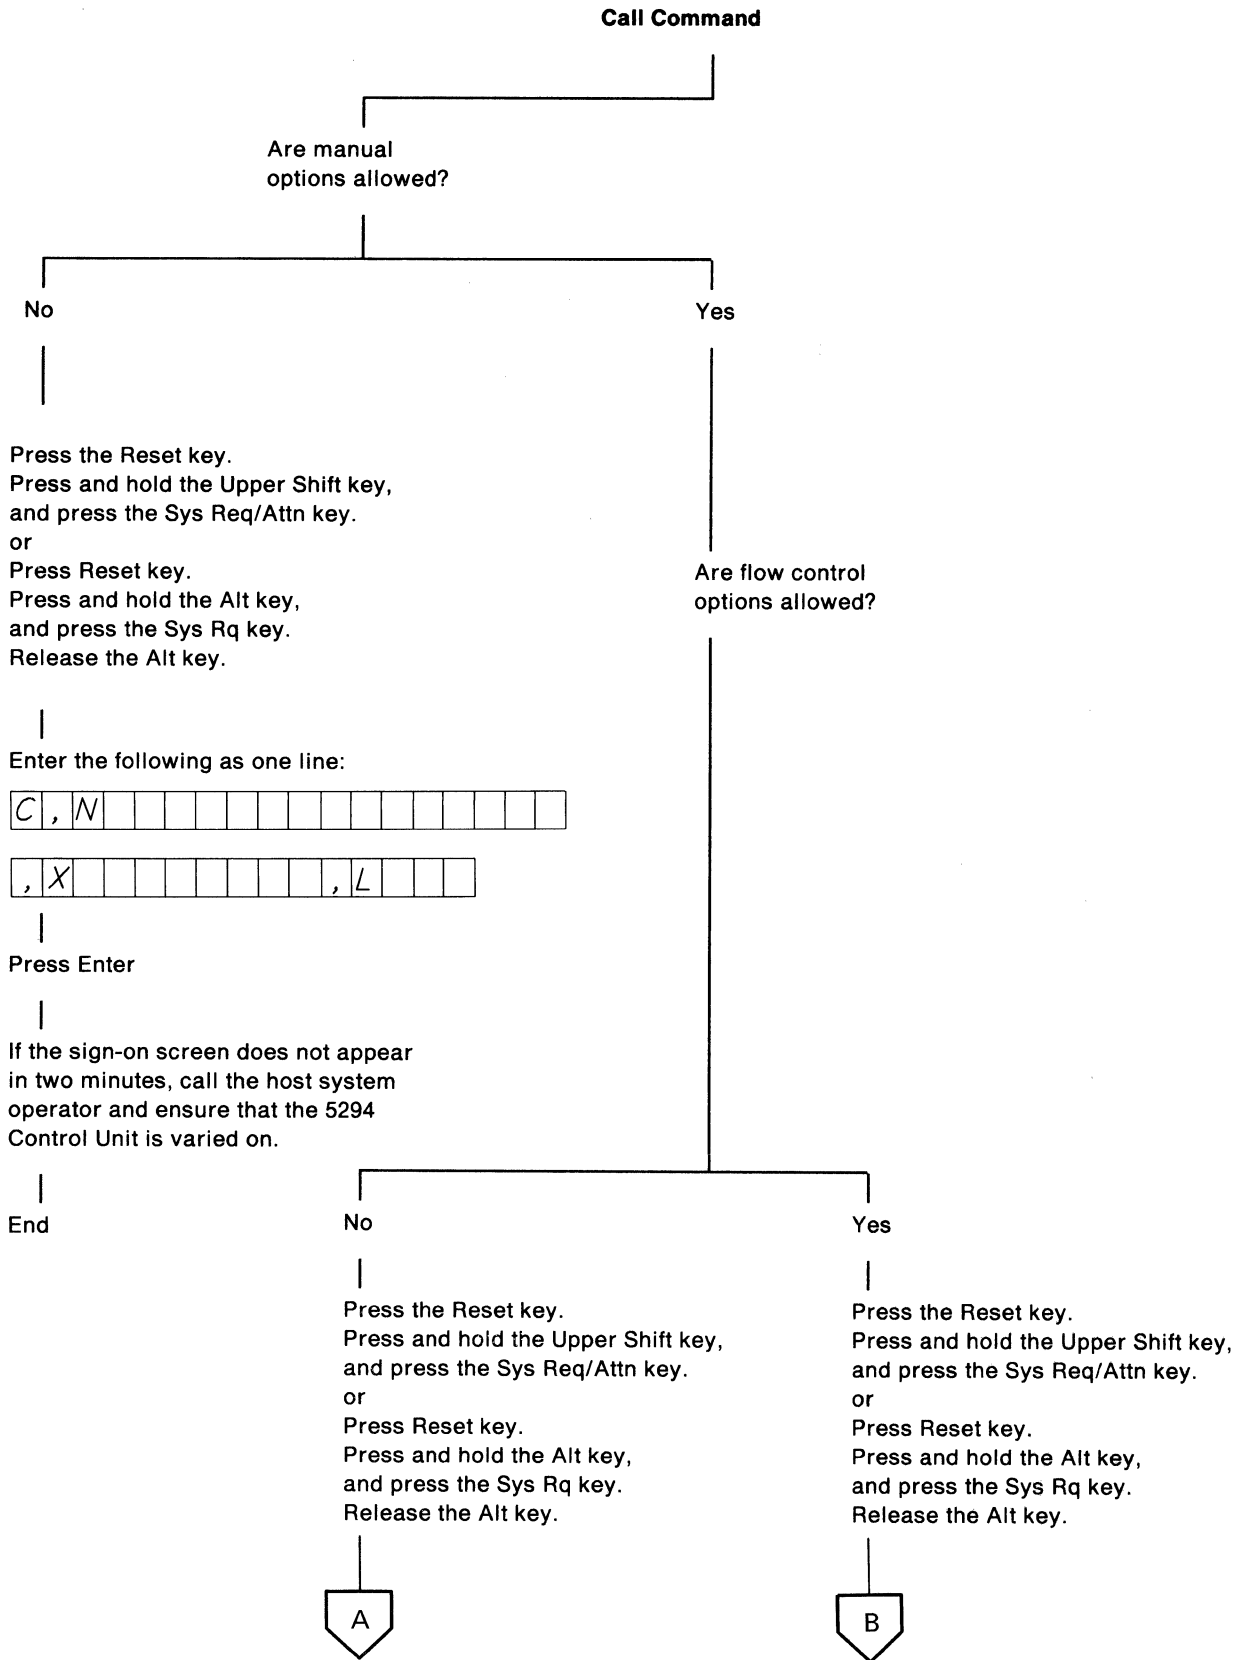 Call Command
Are manual
options allowed?
No
Yes
Press the Reset key.
Press and hold the Upper Shift key,
and press the Sys Req/Attn key.
or
Press Reset key.
Press and hold the Alt key,
and press the Sys Rq key.
Release the Alt key.
Enter the following as one line:
C , N
, X , L
Press Enter
If the sign-on screen does not appear
in two minutes, call the host system
operator and ensure that the 5294
Control Unit is varied on.
End
Are flow control
options allowed?
No
Yes
Press the Reset key.
Press and hold the Upper Shift key,
and press the Sys Req/Attn key.
or
Press Reset key.
Press and hold the Alt key,
and press the Sys Rq key.
Release the Alt key.
A
Press the Reset key.
Press and hold the Upper Shift key,
and press the Sys Req/Attn key.
or
Press Reset key.
Press and hold the Alt key,
and press the Sys Rq key.
Release the Alt key.
B